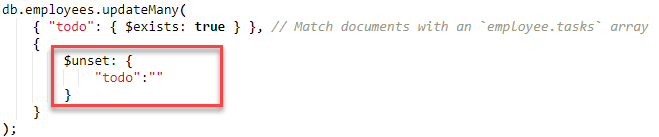 db.employees.updateMany(
{ "todo": { $exists: true } }, // Match documents with an `employee.tasks` array
{
$unset: {
"todo":""
}
}
);